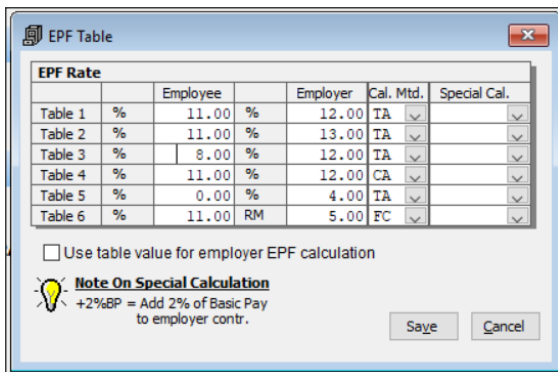 EPF Table
EPF Rate
Employee Employer Cal. Mtd. Special Cal.
Table 1 % 11.00 % 12.00 TA
Table 2 % 11.00 % 13.00 TA
Table 3 % 8.00 % 12.00 TA
Table 4 % 11.00 % 12.00 CA
Table 5 % 0.00 % 4.00 TA
Table 6 % 11.00 RM 5.00 FC
Use table value for employer EPF calculation
Note On Special Calculation
+2%BP = Add 2% of Basic Pay
to employer contr.
Save Cancel